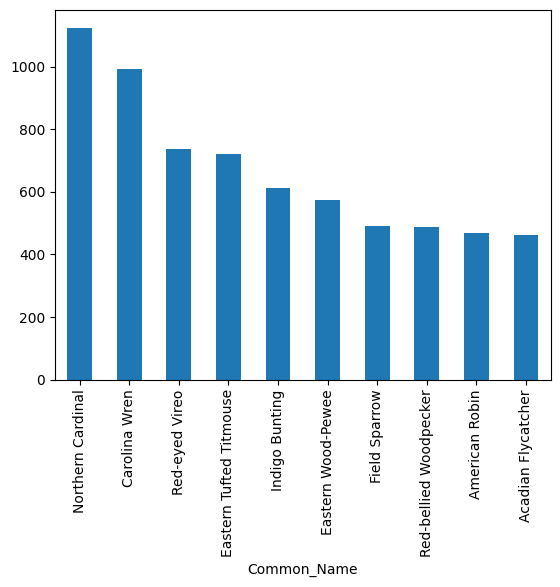 1000
800
600
400
200
0
Northern Cardinal
Carolina Wren
Red-eyed Vireo
Eastern Tufted Titmouse
Indigo Bunting
Eastern Wood-Pewee
Field Sparrow
Red-bellied Woodpecker
American Robin
Acadian Flycatcher
Common_Name